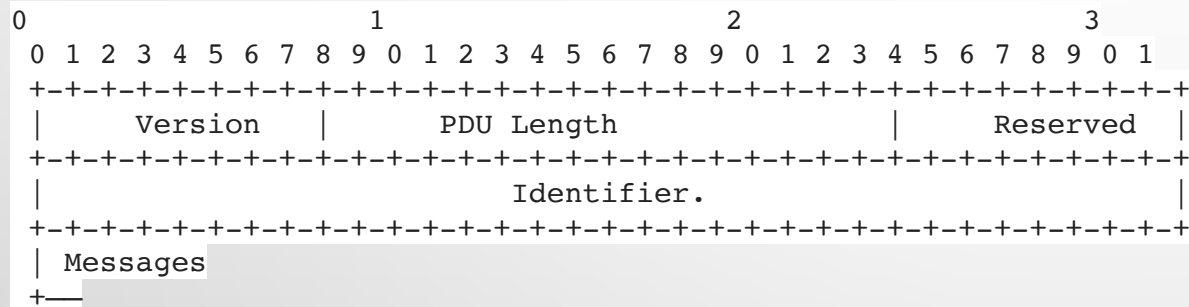 0                   1                   2                   3
 0 1 2 3 4 5 6 7 8 9 0 1 2 3 4 5 6 7 8 9 0 1 2 3 4 5 6 7 8 9 0 1
 +-+-+-+-+-+-+-+-+-+-+-+-+-+-+-+-+-+-+-+-+-+-+-+-+-+-+-+-+-+-+-+-+
 |     Version   |      PDU Length               |     Reserved  |
 +-+-+-+-+-+-+-+-+-+-+-+-+-+-+-+-+-+-+-+-+-+-+-+-+-+-+-+-+-+-+-+-+
 |                          Identifier.                          |
 +-+-+-+-+-+-+-+-+-+-+-+-+-+-+-+-+-+-+-+-+-+-+-+-+-+-+-+-+-+-+-+-+
 | Messages
 +——